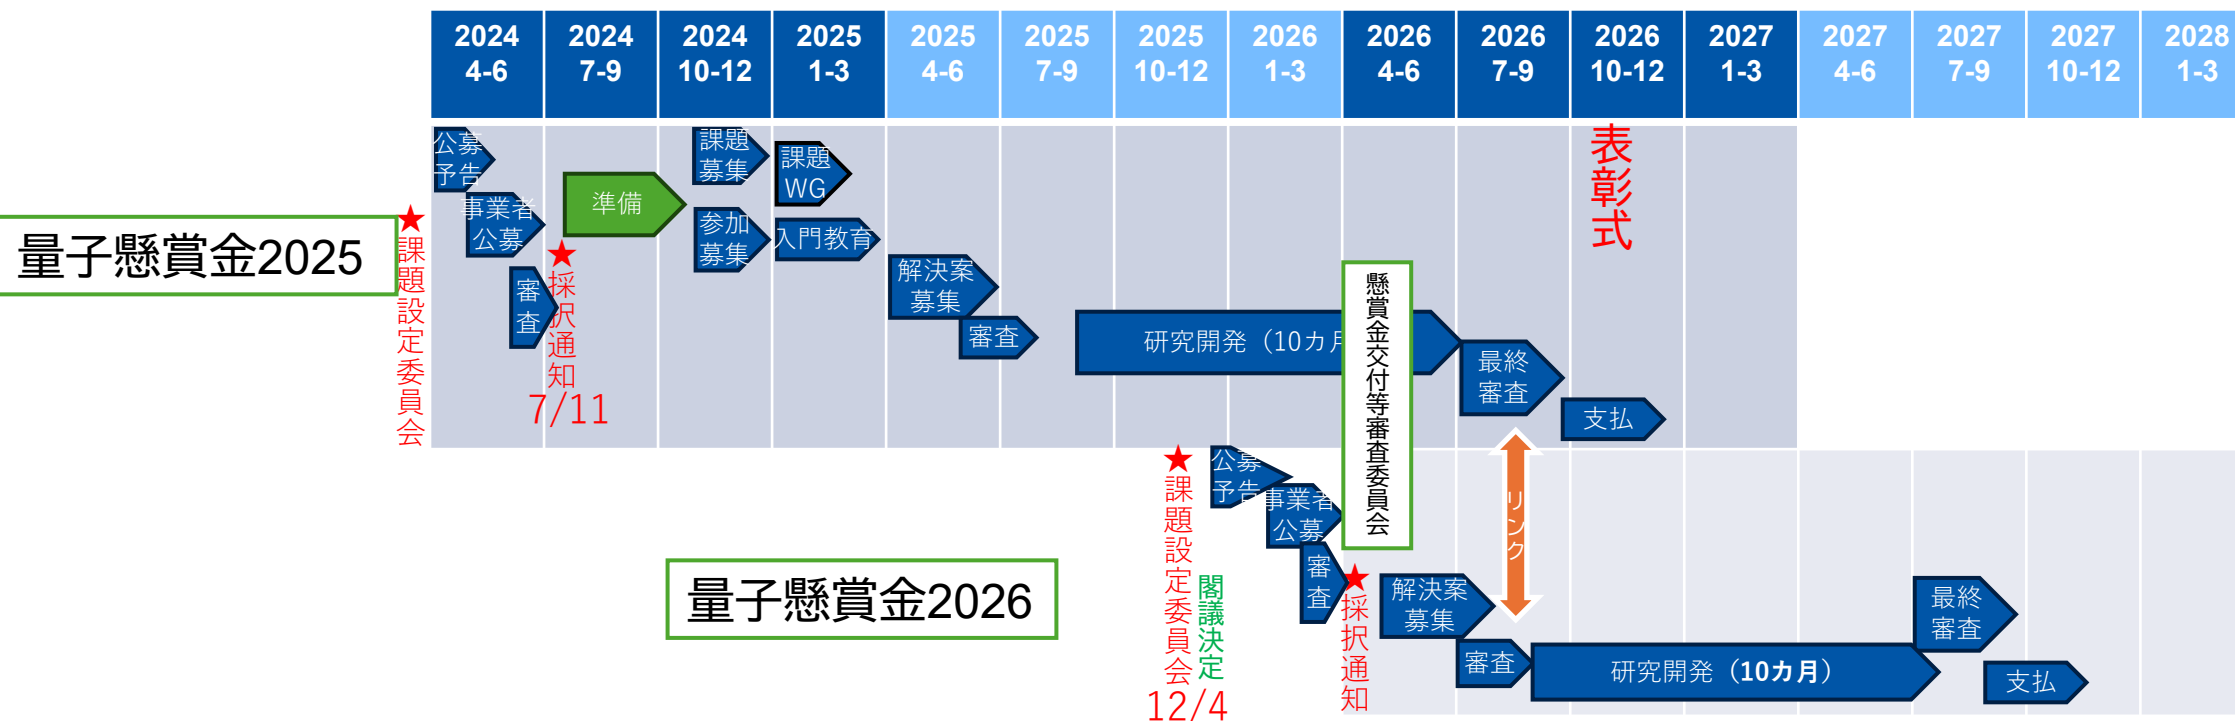 2024
4-6
2024
7-9
2024
10-12
2025
1-3
2025
4-6
2025
7-9
2025
10-12
2026
1-3
2026
4-6
2026
7-9
2026
10-12
2027
1-3
2027
4-6
2027
7-9
2027
10-12
2028
1-3
量子懸賞金2025
★課題設定委員会
公募
予告
事業者
公募
審査
★採択通知
7/11
準備
課題
募集
参加
募集
課題
WG
入門教育
解決案
募集
審査
研究開発（10カ月
懸賞金交付等審査委員会
最終
審査
支払
表彰式
リンク
量子懸賞金2026
★課題設定委員会
12/4
閣議決定
公募
予告
事業者
公募
審査
★採択通知
解決案
募集
審査
研究開発（10カ月）
最終
審査
支払